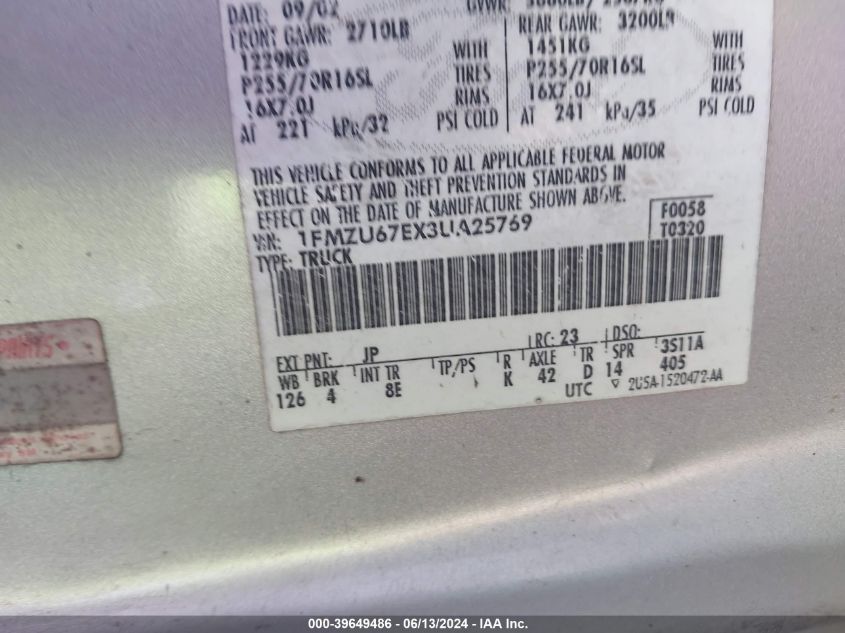 DATE: 09/02
FRONT GAWR: 2710LB
1229KG
P255/70R16SL
16X7.0J
AT 221 kPa/32
WITH
TIRES
RIMS
PSI COLD
GVWR:
REAR GAWR: 3200LB
1451KG
P255/70R16SL
16X7.0J
AT 241 kPa/35
WITH
TIRES
RIMS
PSI COLD
THIS VEHICLE CONFORMS TO ALL APPLICABLE FEDERAL MOTOR
VEHICLE SAFETY AND THEFT PREVENTION STANDARDS IN
EFFECT ON THE DATE OF MANUFACTURE SHOWN ABOVE.
VIN: 1FMZU67EX3UA25769
TYPE: TRUCK
F0058
T0320
EXT PNT: JP
LRC: 23
DSO:
WB BRK INT TR TP/PS R AXLE TR SPR 3S11A
126 4 8E K 42 D 14 405
UTC ▽ 2U5A-1520472-AA
000-39649486 - 06/13/2024 - IAA Inc.